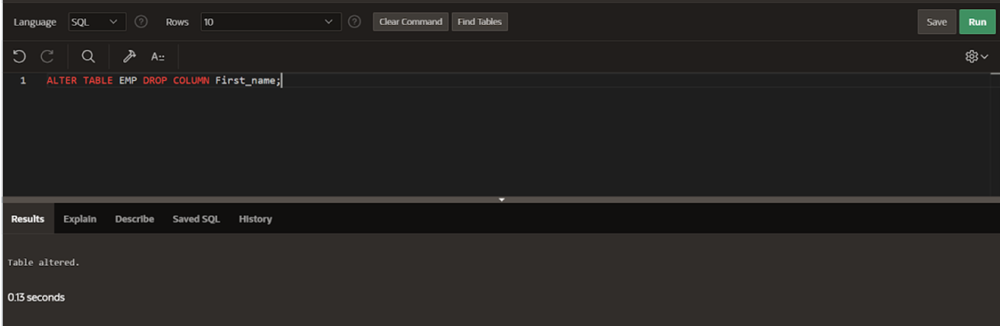 Language SQL Rows 10 Clear Command Find Tables Save Run
A::
1 ALTER TABLE EMP DROP COLUMN First_name;
Results Explain Describe Saved SQL History
Table altered.
0.13 seconds